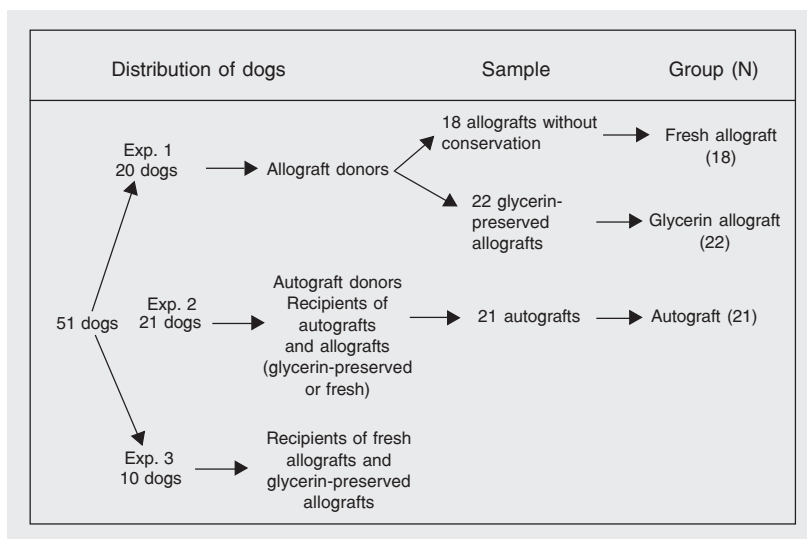 Distribution of dogs
Sample
Group (N)
Exp. 1
20 dogs
Allograft donors
18 allografts without
conservation
Fresh allograft
(18)
22 glycerin-
preserved
allografts
Glycerin allograft
(22)
51 dogs
Exp. 2
21 dogs
Autograft donors
Recipients of
autografts
and allografts
(glycerin-preserved
or fresh)
21 autografts
Autograft (21)
Exp. 3
10 dogs
Recipients of fresh
allografts and
glycerin-preserved
allografts